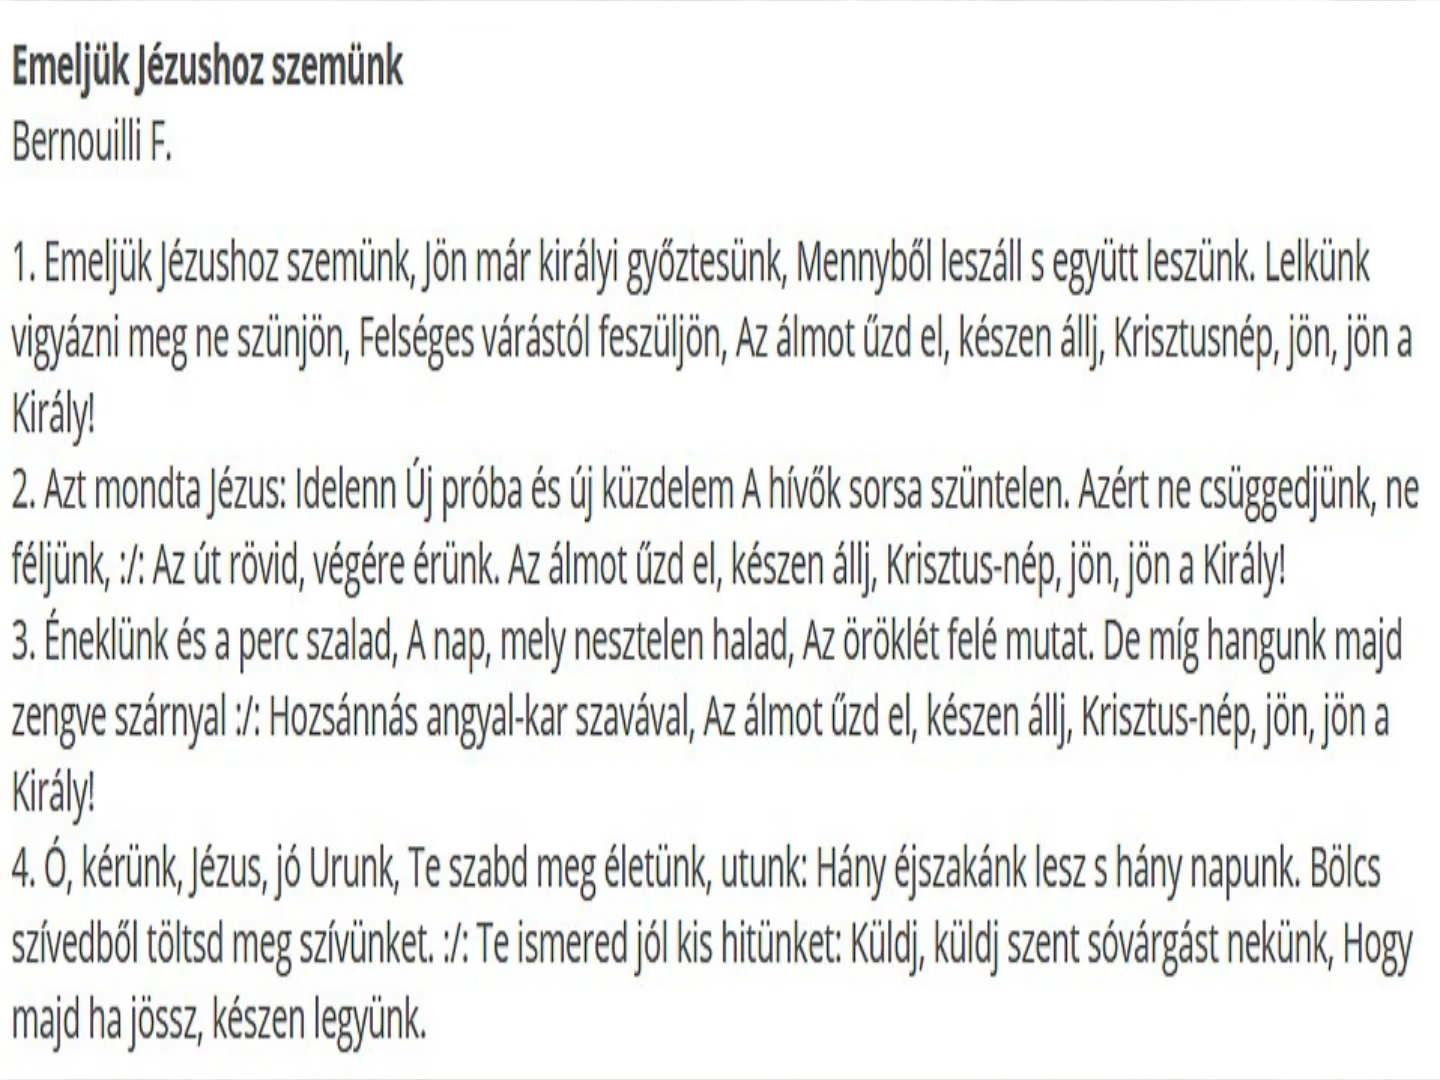 Emeljük Jézushoz szemünk
Bernouilli F.
1. Emeljük Jézushoz szemünk, Jön már királyi győztesünk, Mennyből leszáll s együtt leszünk. Lelkünk
vigyázni meg ne szünjön, Felséges várástól feszüljön, Az álmot űzd el, készen állj, Krisztusnép, jön, jön a
Király!
2. Azt mondta Jézus: Idelenn Új próba és új küzdelem A hívők sorsa szüntelen. Azért ne csüggedjünk, ne
féljünk, :/: Az út rövid, végére érünk. Az álmot űzd el, készen állj, Krisztus-nép, jön, jön a Király!
3. Éneklünk és a perc szalad, A nap, mely nesztelen halad, Az öröklét felé mutat. De míg hangunk majd
zengve szárnyal :/: Hozsánnás angyal-kar szavával, Az álmot űzd el, készen állj, Krisztus-nép, jön, jön a
Király!
4. Ó, kérünk, Jézus, jó Urunk, Te szabd meg életünk, utunk: Hány éjszakánk lesz s hány napunk. Bölcs
szívedből töltsd meg szívünket. :/: Te ismered jól kis hitünket: Küldj, küldj szent sóvárgást nekünk, Hogy
majd ha jössz, készen legyünk.